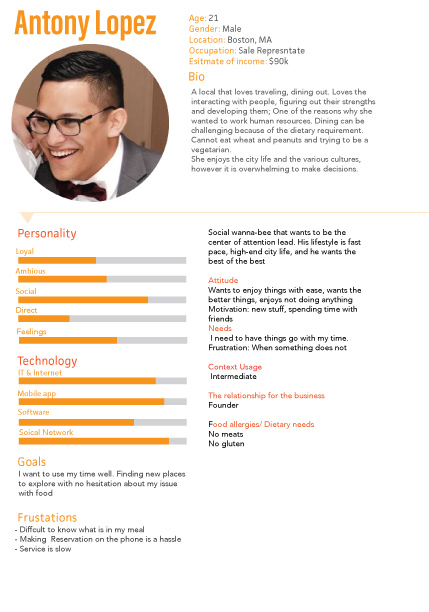 Antony Lopez
Age: 21
Gender: Male
Location: Boston, MA
Occupation: Sale Represntate
Esitmate of income: $90k
Bio
A local that loves traveling, dining out. Loves the
interacting with people, figuring out their strengths
and developing them; One of the reasons why she
wanted to work human resources. Dining can be
challenging because of the dietary requirement.
Cannot eat wheat and peanuts and trying to be a
vegetarian.
She enjoys the city life and the various cultures,
however it is overwhelming to make decisions.
Personality
Loyal
Ambious
Social
Direct
Feelings
Technology
IT & Internet
Mobile app
Software
Soical Network
Goals
I want to use my time well. Finding new places
to explore with no hesitation about my issue
with food
Frustations
- Diffcult to know what is in my meal
- Making Reservation on the phone is a hassle
- Service is slow
Social wanna-bee that wants to be the
center of attention lead. His lifestyle is fast
pace, high-end city life, and he wants the
best of the best
Attitude
Wants to enjoy things with ease, wants the
better things, enjoys not doing anything
Motivation: new stuff, spending time with
friends
Needs
I need to have things go with my time.
Frustration: When something does not
Context Usage
Intermediate
The relationship for the business
Founder
Food allergies/ Dietary needs
No meats
No gluten